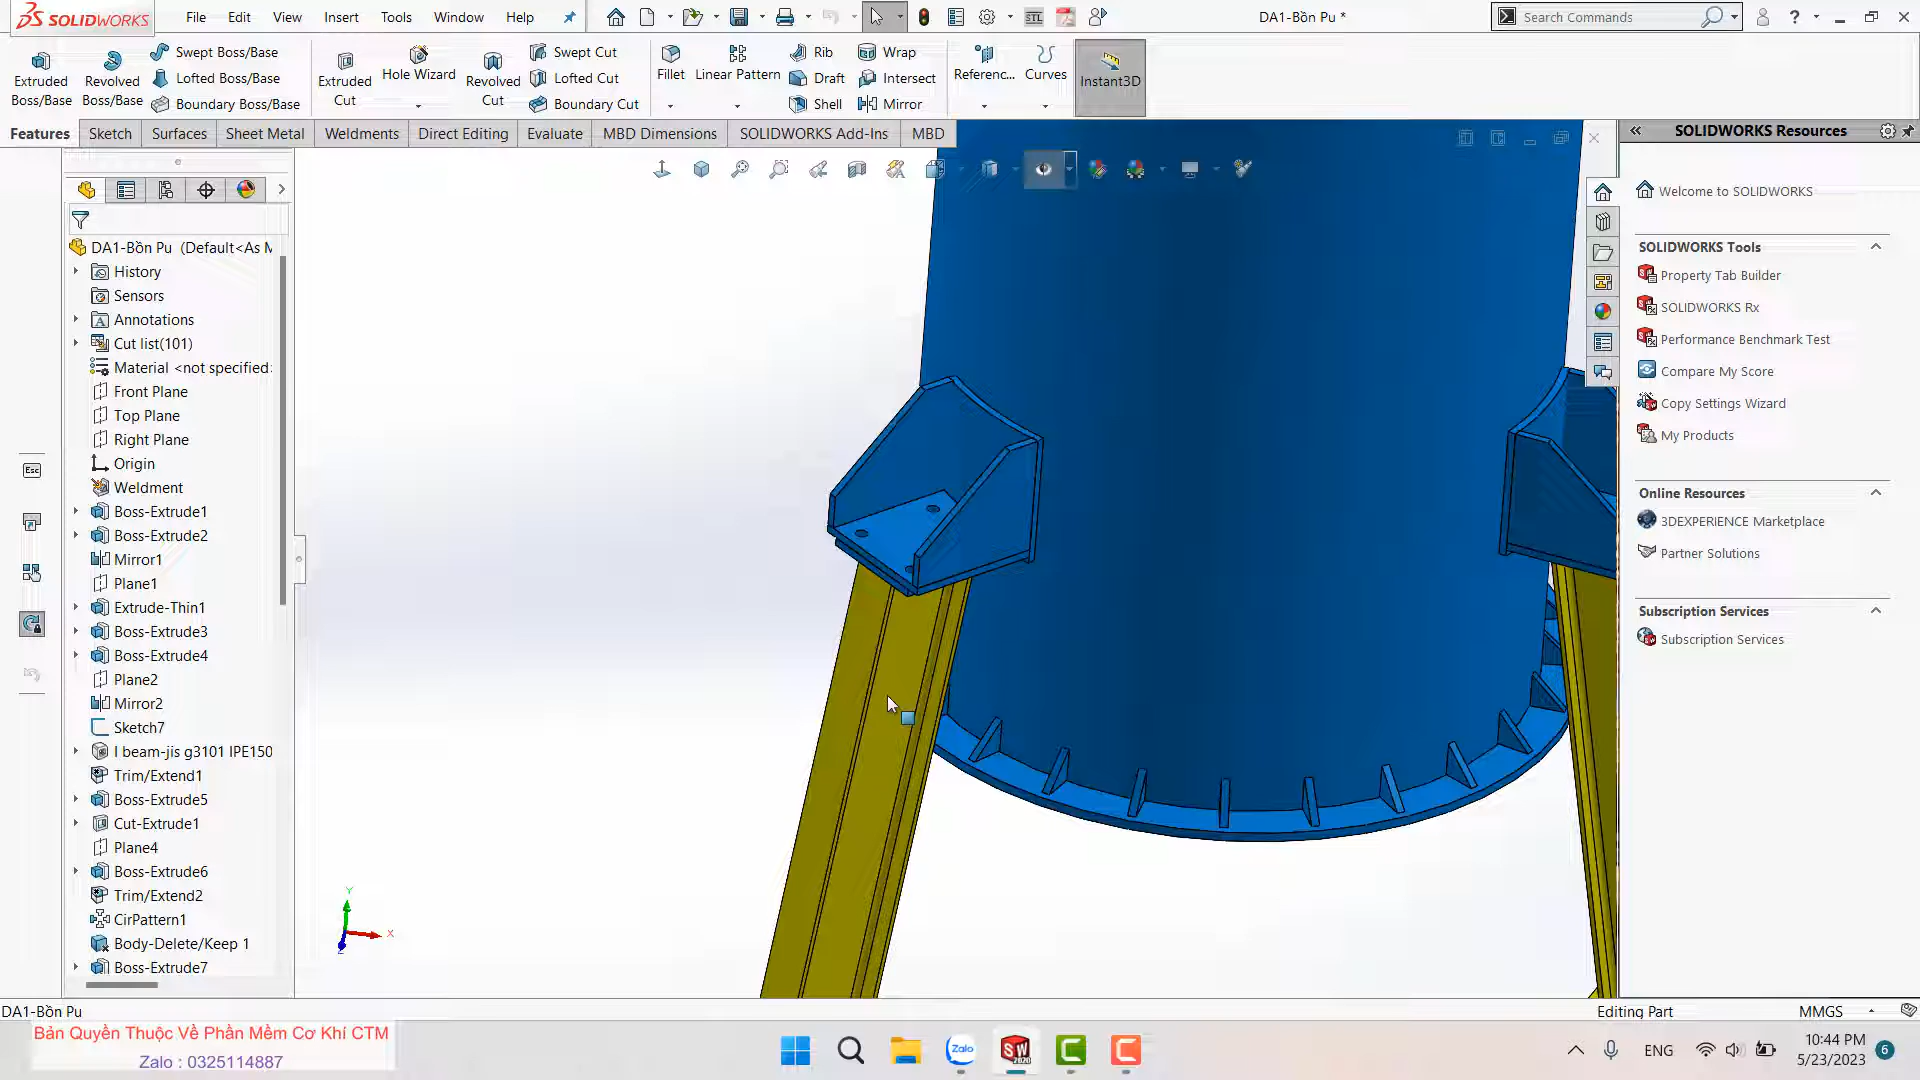 SOLIDWORKS
File Edit View Insert Tools Window Help
DA1-Bồn Pu *
Search Commands
Extruded Boss/Base
Revolved Boss/Base
Swept Boss/Base
Lofted Boss/Base
Boundary Boss/Base
Extruded Cut
Hole Wizard
Revolved Cut
Swept Cut
Lofted Cut
Boundary Cut
Fillet
Linear Pattern
Rib
Draft
Shell
Wrap
Intersect
Mirror
Referenc...
Curves
Instant3D
Features Sketch Surfaces Sheet Metal Weldments Direct Editing Evaluate MBD Dimensions SOLIDWORKS Add-Ins MBD
DA1-Bồn Pu (Default<As M
History
Sensors
Annotations
Cut list(101)
Material <not specified>
Front Plane
Top Plane
Right Plane
Origin
Weldment
Boss-Extrude1
Boss-Extrude2
Mirror1
Plane1
Extrude-Thin1
Boss-Extrude3
Boss-Extrude4
Plane2
Mirror2
Sketch7
I beam-jis g3101 IPE150
Trim/Extend1
Boss-Extrude5
Cut-Extrude1
Plane4
Boss-Extrude6
Trim/Extend2
CirPattern1
Body-Delete/Keep 1
Boss-Extrude7
Esc
STL
Y
X
Z
SOLIDWORKS Resources
Welcome to SOLIDWORKS
SOLIDWORKS Tools
Property Tab Builder
SOLIDWORKS Rx
Performance Benchmark Test
Compare My Score
Copy Settings Wizard
My Products
Online Resources
3DEXPERIENCE Marketplace
Partner Solutions
Subscription Services
Subscription Services
DA1-Bồn Pu
Editing Part
MMGS
Bản Quyền Thuộc Về Phần Mềm Cơ Khí CTM
Zalo : 0325114887
Zalo
SW
2020
ENG
10:44 PM
5/23/2023
6